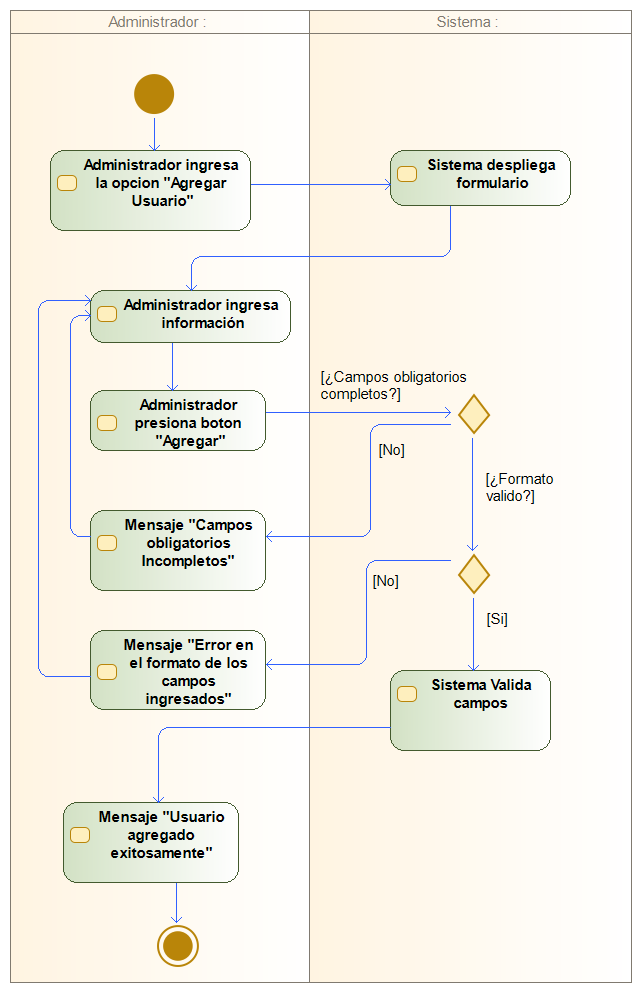 Administrador :
Sistema :
Administrador ingresa
la opcion "Agregar
Usuario"
Sistema despliega
formulario
Administrador ingresa
información
[¿Campos obligatorios
completos?]
Administrador
presiona boton
"Agregar"
[No]
[¿Formato
valido?]
Mensaje "Campos
obligatorios
Incompletos"
[No]
[Si]
Mensaje "Error en
el formato de los
campos
ingresados"
Sistema Valida
campos
Mensaje "Usuario
agregado
exitosamente"